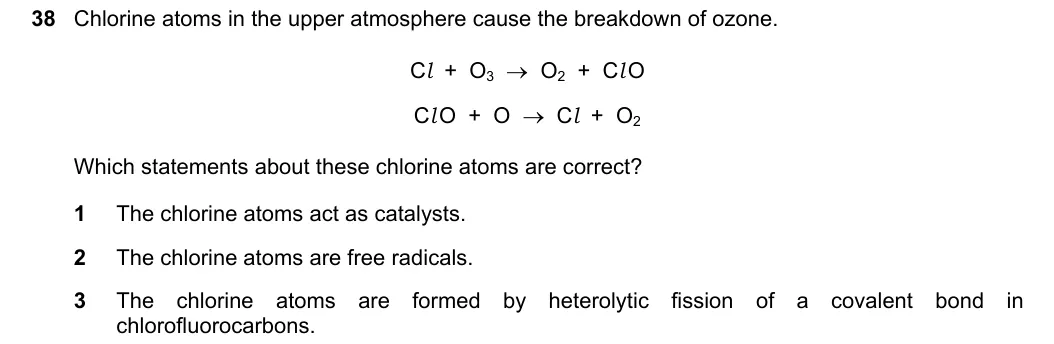 38 Chlorine atoms in the upper atmosphere cause the breakdown of ozone.
Cl + O₃ → O₂ + ClO
ClO + O → Cl + O₂
Which statements about these chlorine atoms are correct?
1 The chlorine atoms act as catalysts.
2 The chlorine atoms are free radicals.
3 The chlorine atoms are formed by heterolytic fission of a covalent bond in
chlorofluorocarbons.